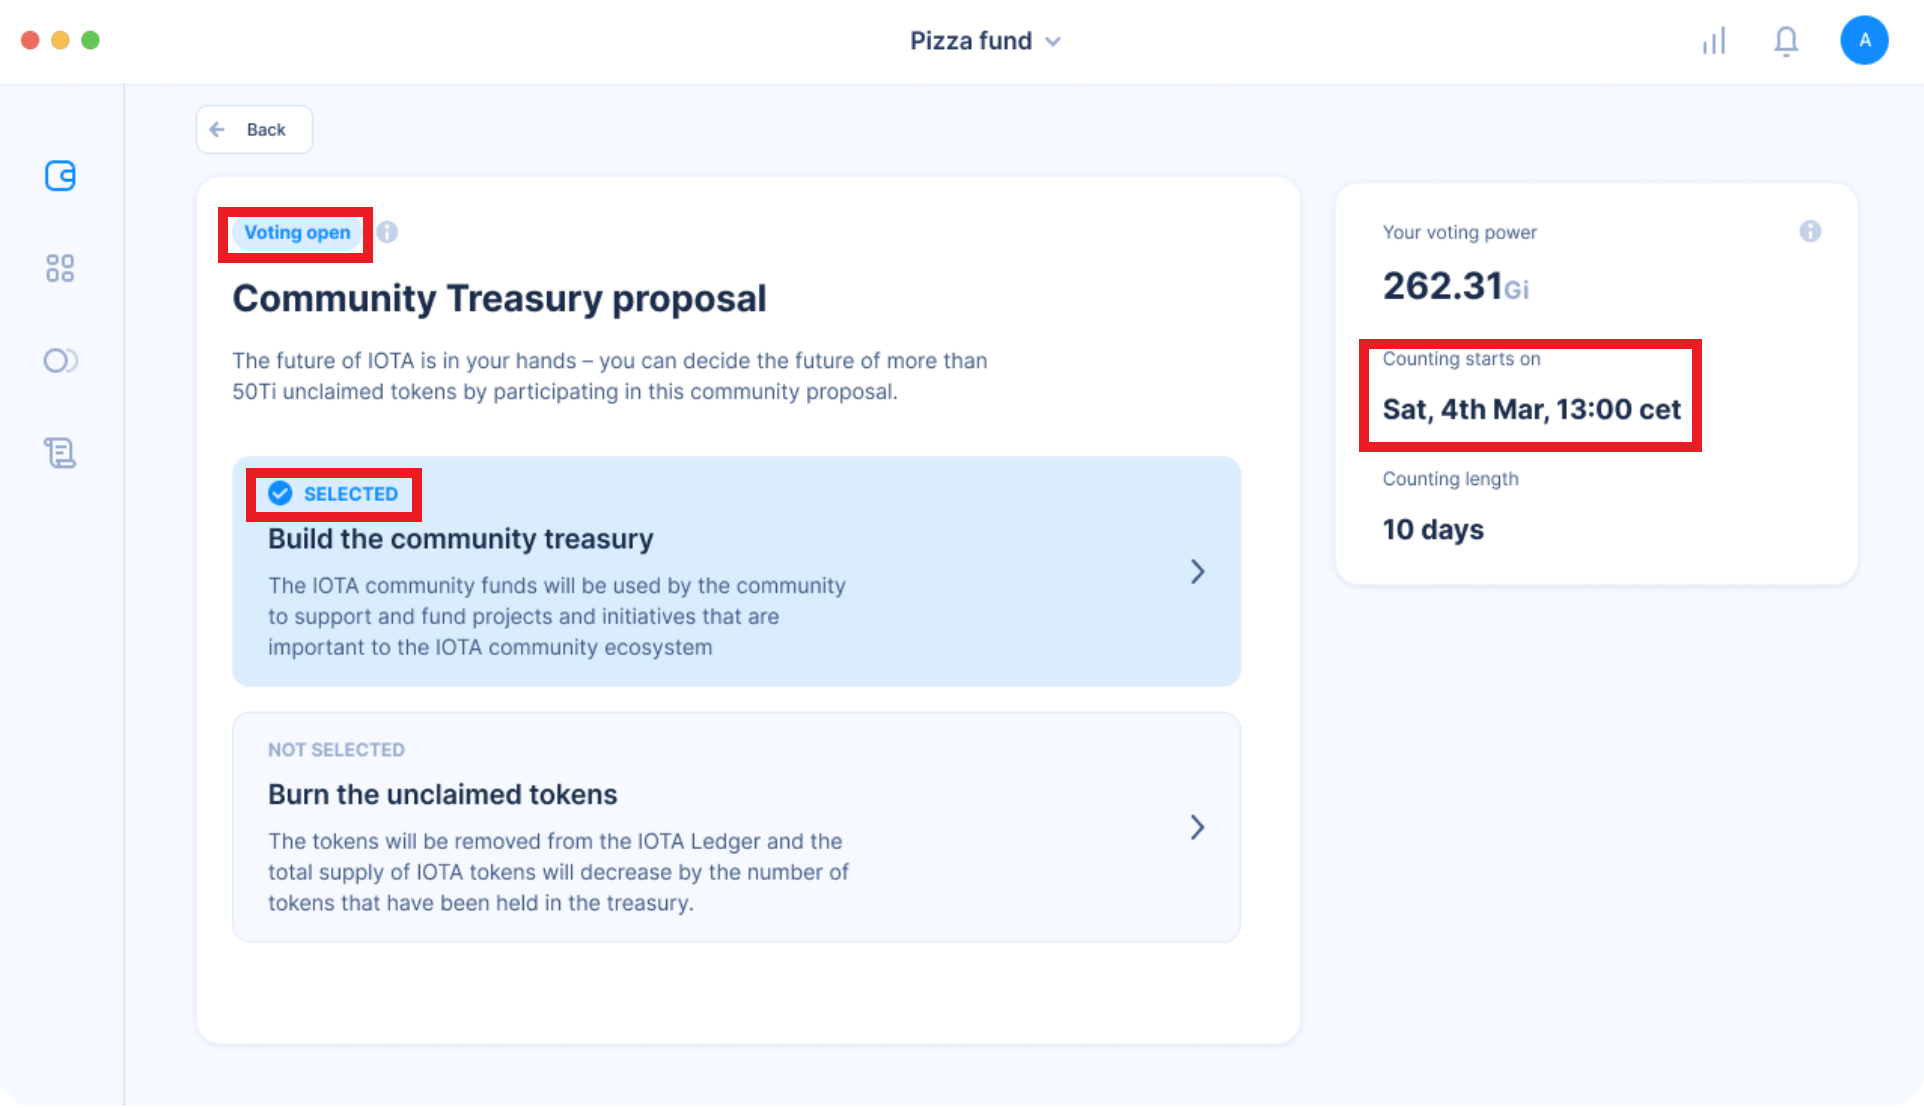 Pizza fund
A
Back
Voting open
Community Treasury proposal
The future of IOTA is in your hands – you can decide the future of more than
50Ti unclaimed tokens by participating in this community proposal.
SELECTED
Build the community treasury
The IOTA community funds will be used by the community
to support and fund projects and initiatives that are
important to the IOTA community ecosystem
NOT SELECTED
Burn the unclaimed tokens
The tokens will be removed from the IOTA Ledger and the
total supply of IOTA tokens will decrease by the number of
tokens that have been held in the treasury.
Your voting power
262.31Gi
Counting starts on
Sat, 4th Mar, 13:00 cet
Counting length
10 days